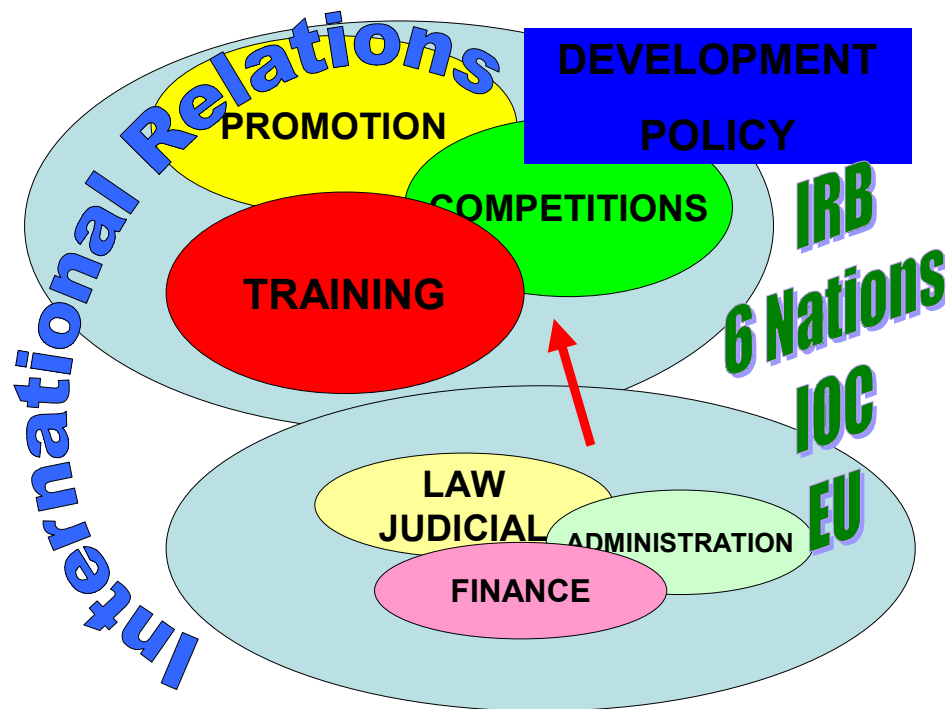 International Relations
DEVELOPMENT
POLICY
PROMOTION
COMPETITIONS
TRAINING
IRB
6 Nations
IOC
EU
LAW
JUDICIAL
ADMINISTRATION
FINANCE